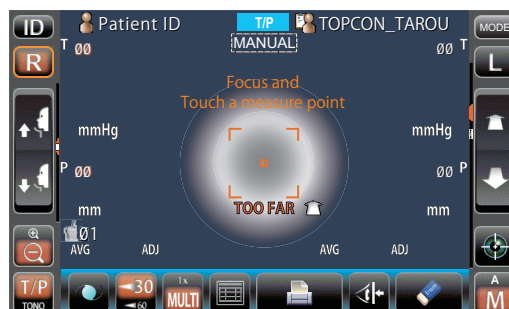 ID Patient ID T/P TOPCON_TAROU MODE
MANUAL
R T 00 00 T L
Focus and
Touch a measure point
mmHg mmHg
P 00 00 P
TOO FAR
mm mm
01
AVG ADJ AVG ADJ
T/P 30 1x A
TONO 60 MULTI M